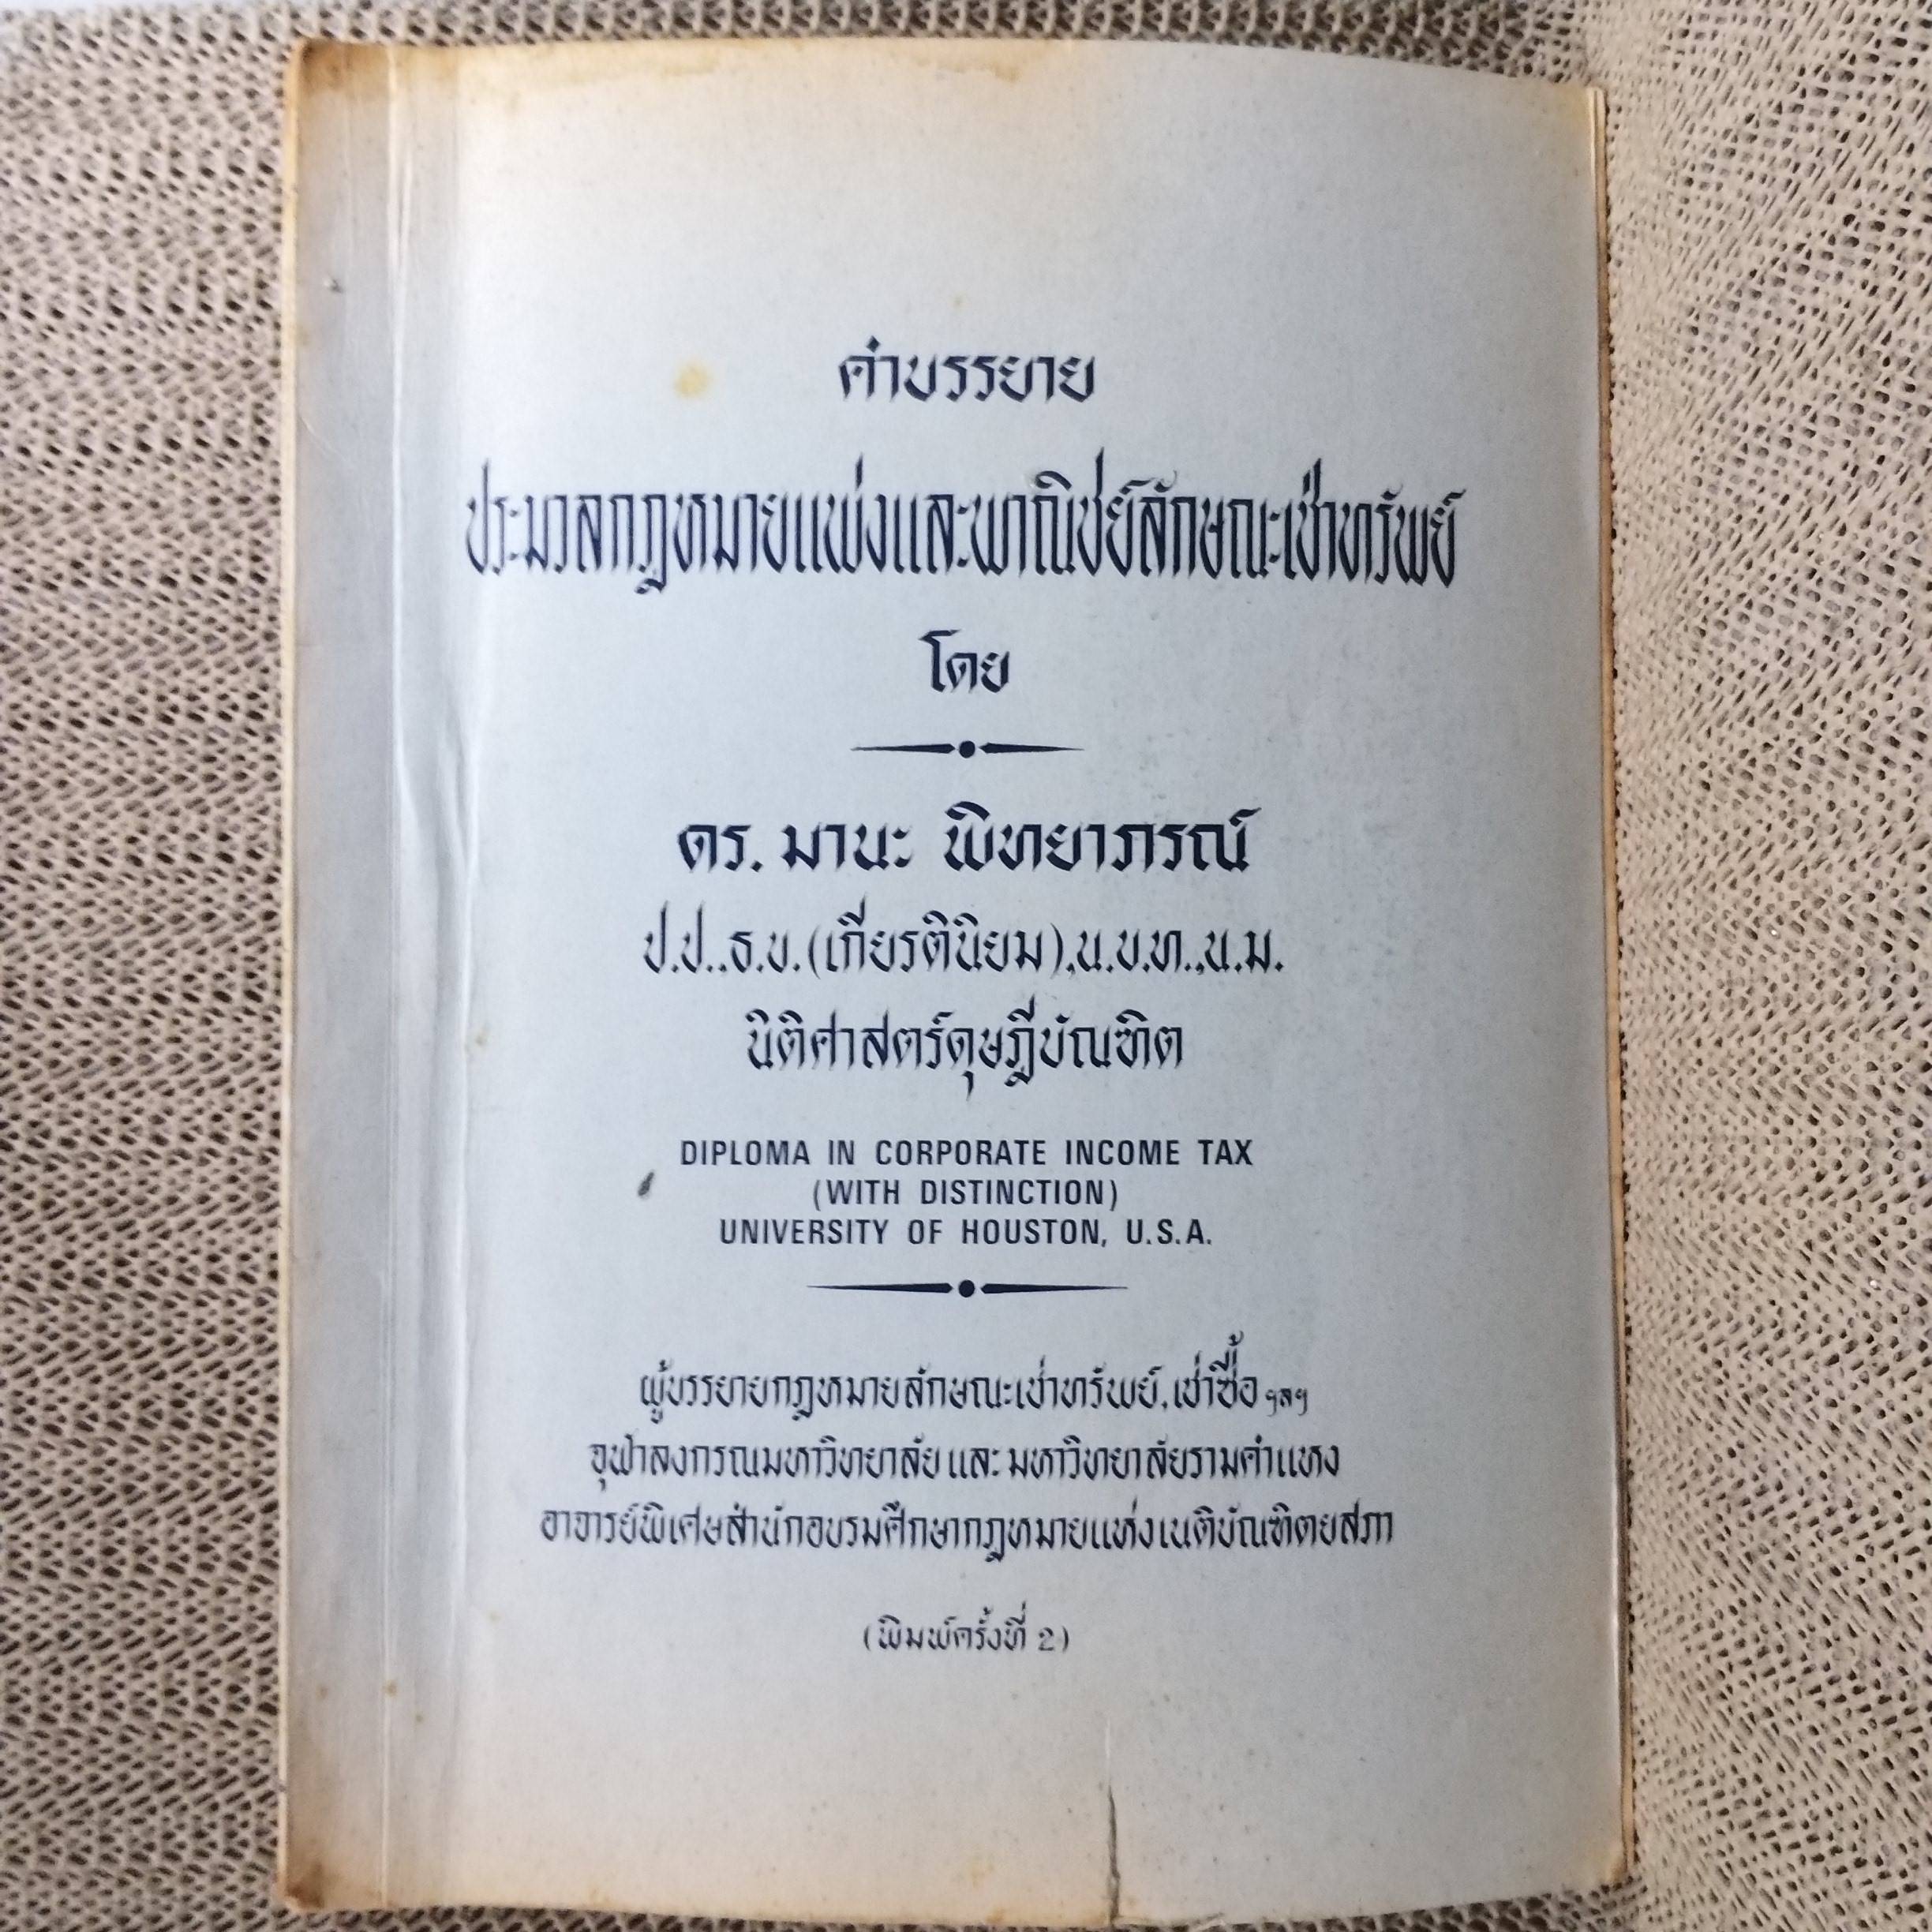 คำบรรยาย
ประมวลกฎหมายแพ่งและพาณิชย์ลักษณะเช่าทรัพย์
โดย
ดร. มานะ พิทยาภรณ์
ป.ป.,ธ.บ.(เกียรตินิยม),น.บ.ท.,น.ม.
นิติศาสตร์ดุษฎีบัณฑิต
DIPLOMA IN CORPORATE INCOME TAX
(WITH DISTINCTION)
UNIVERSITY OF HOUSTON, U.S.A.
ผู้บรรยายกฎหมายลักษณะเช่าทรัพย์,เช่าซื้อ ฯลฯ
จุฬาลงกรณมหาวิทยาลัย และ มหาวิทยาลัยรามคำแหง
อาจารย์พิเศษสำนักอบรมศึกษากฎหมายแห่งเนติบัณฑิตยสภา
(พิมพ์ครั้งที่ 2)